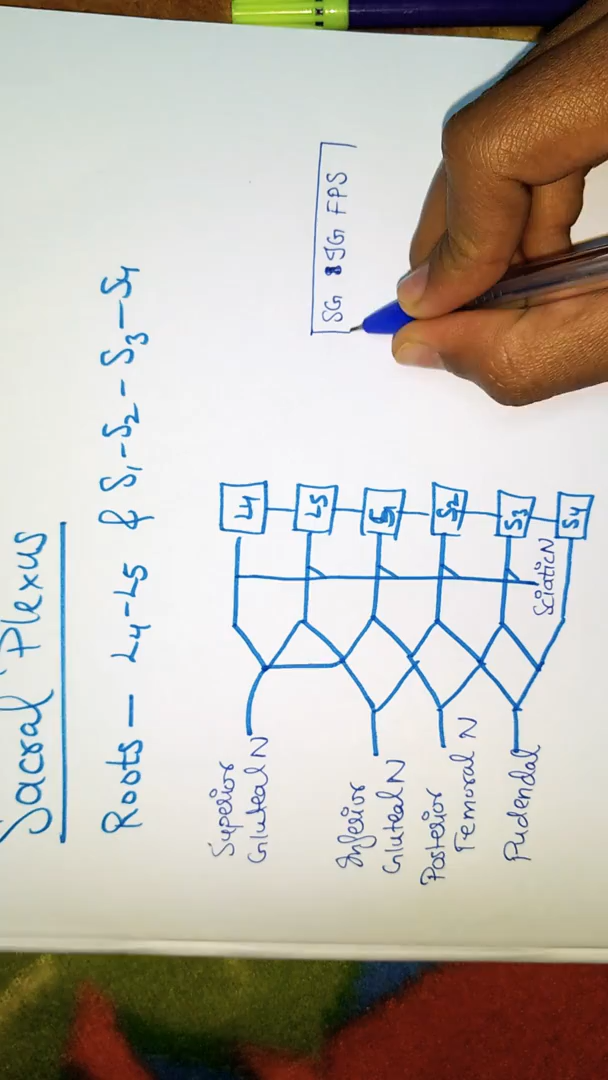 Sacral Plexus
Roots – L4-L5 & S1-S2-S3-S4
SG IG FPS
L4
L5
S1
S2
S3
S4
Sciatic N
Superior
Gluteal N
Inferior
Gluteal N
Posterior
Femoral N
Pudendal